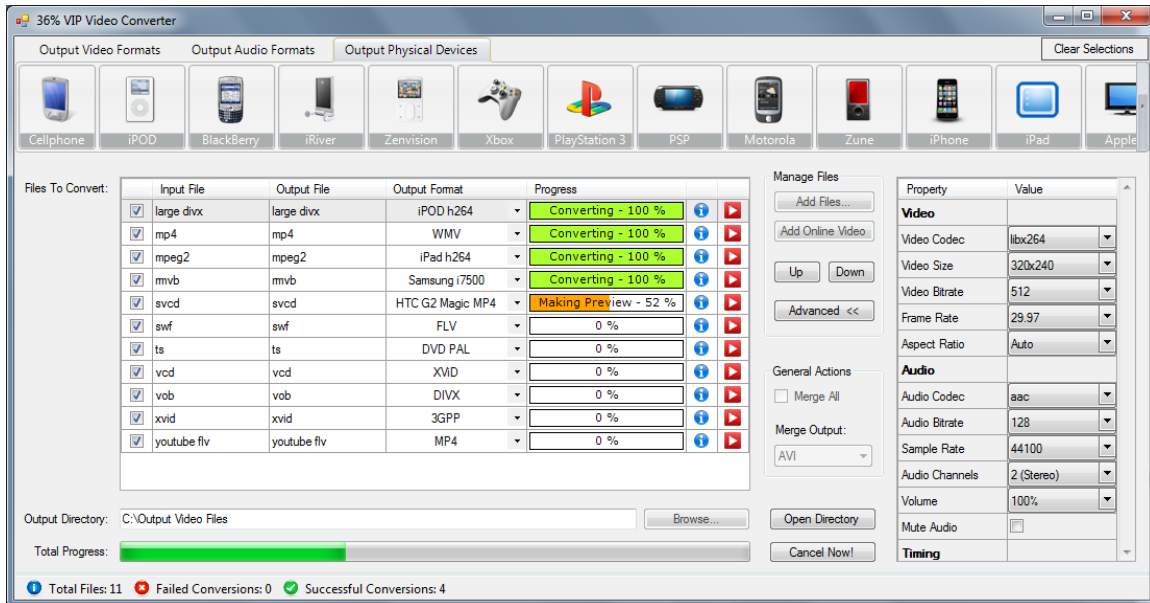 36% VIP Video Converter
Output Video Formats Output Audio Formats Output Physical Devices Clear Selections
Cellphone iPOD BlackBerry iRiver Zenvision Xbox PlayStation 3 PSP Motorola Zune iPhone iPad Apple
Files To Convert:
Input File Output File Output Format Progress
large divx large divx iPOD h264 Converting - 100 %
mp4 mp4 WMV Converting - 100 %
mpeg2 mpeg2 iPad h264 Converting - 100 %
rmvb rmvb Samsung i7500 Converting - 100 %
svcd svcd HTC G2 Magic MP4 Making Preview - 52 %
swf swf FLV 0 %
ts ts DVD PAL 0 %
vcd vcd XViD 0 %
vob vob DIVX 0 %
xvid xvid 3GPP 0 %
youtube flv youtube flv MP4 0 %
Manage Files
Add Files...
Add Online Video
Up Down
Advanced <<
General Actions
Merge All
Merge Output:
AVI
Property Value
Video
Video Codec libx264
Video Size 320x240
Video Bitrate 512
Frame Rate 29.97
Aspect Ratio Auto
Audio
Audio Codec aac
Audio Bitrate 128
Sample Rate 44100
Audio Channels 2 (Stereo)
Volume 100%
Mute Audio
Timing
Output Directory: C:\Output Video Files Browse... Open Directory
Total Progress: Cancel Now!
Total Files: 11 Failed Conversions: 0 Successful Conversions: 4